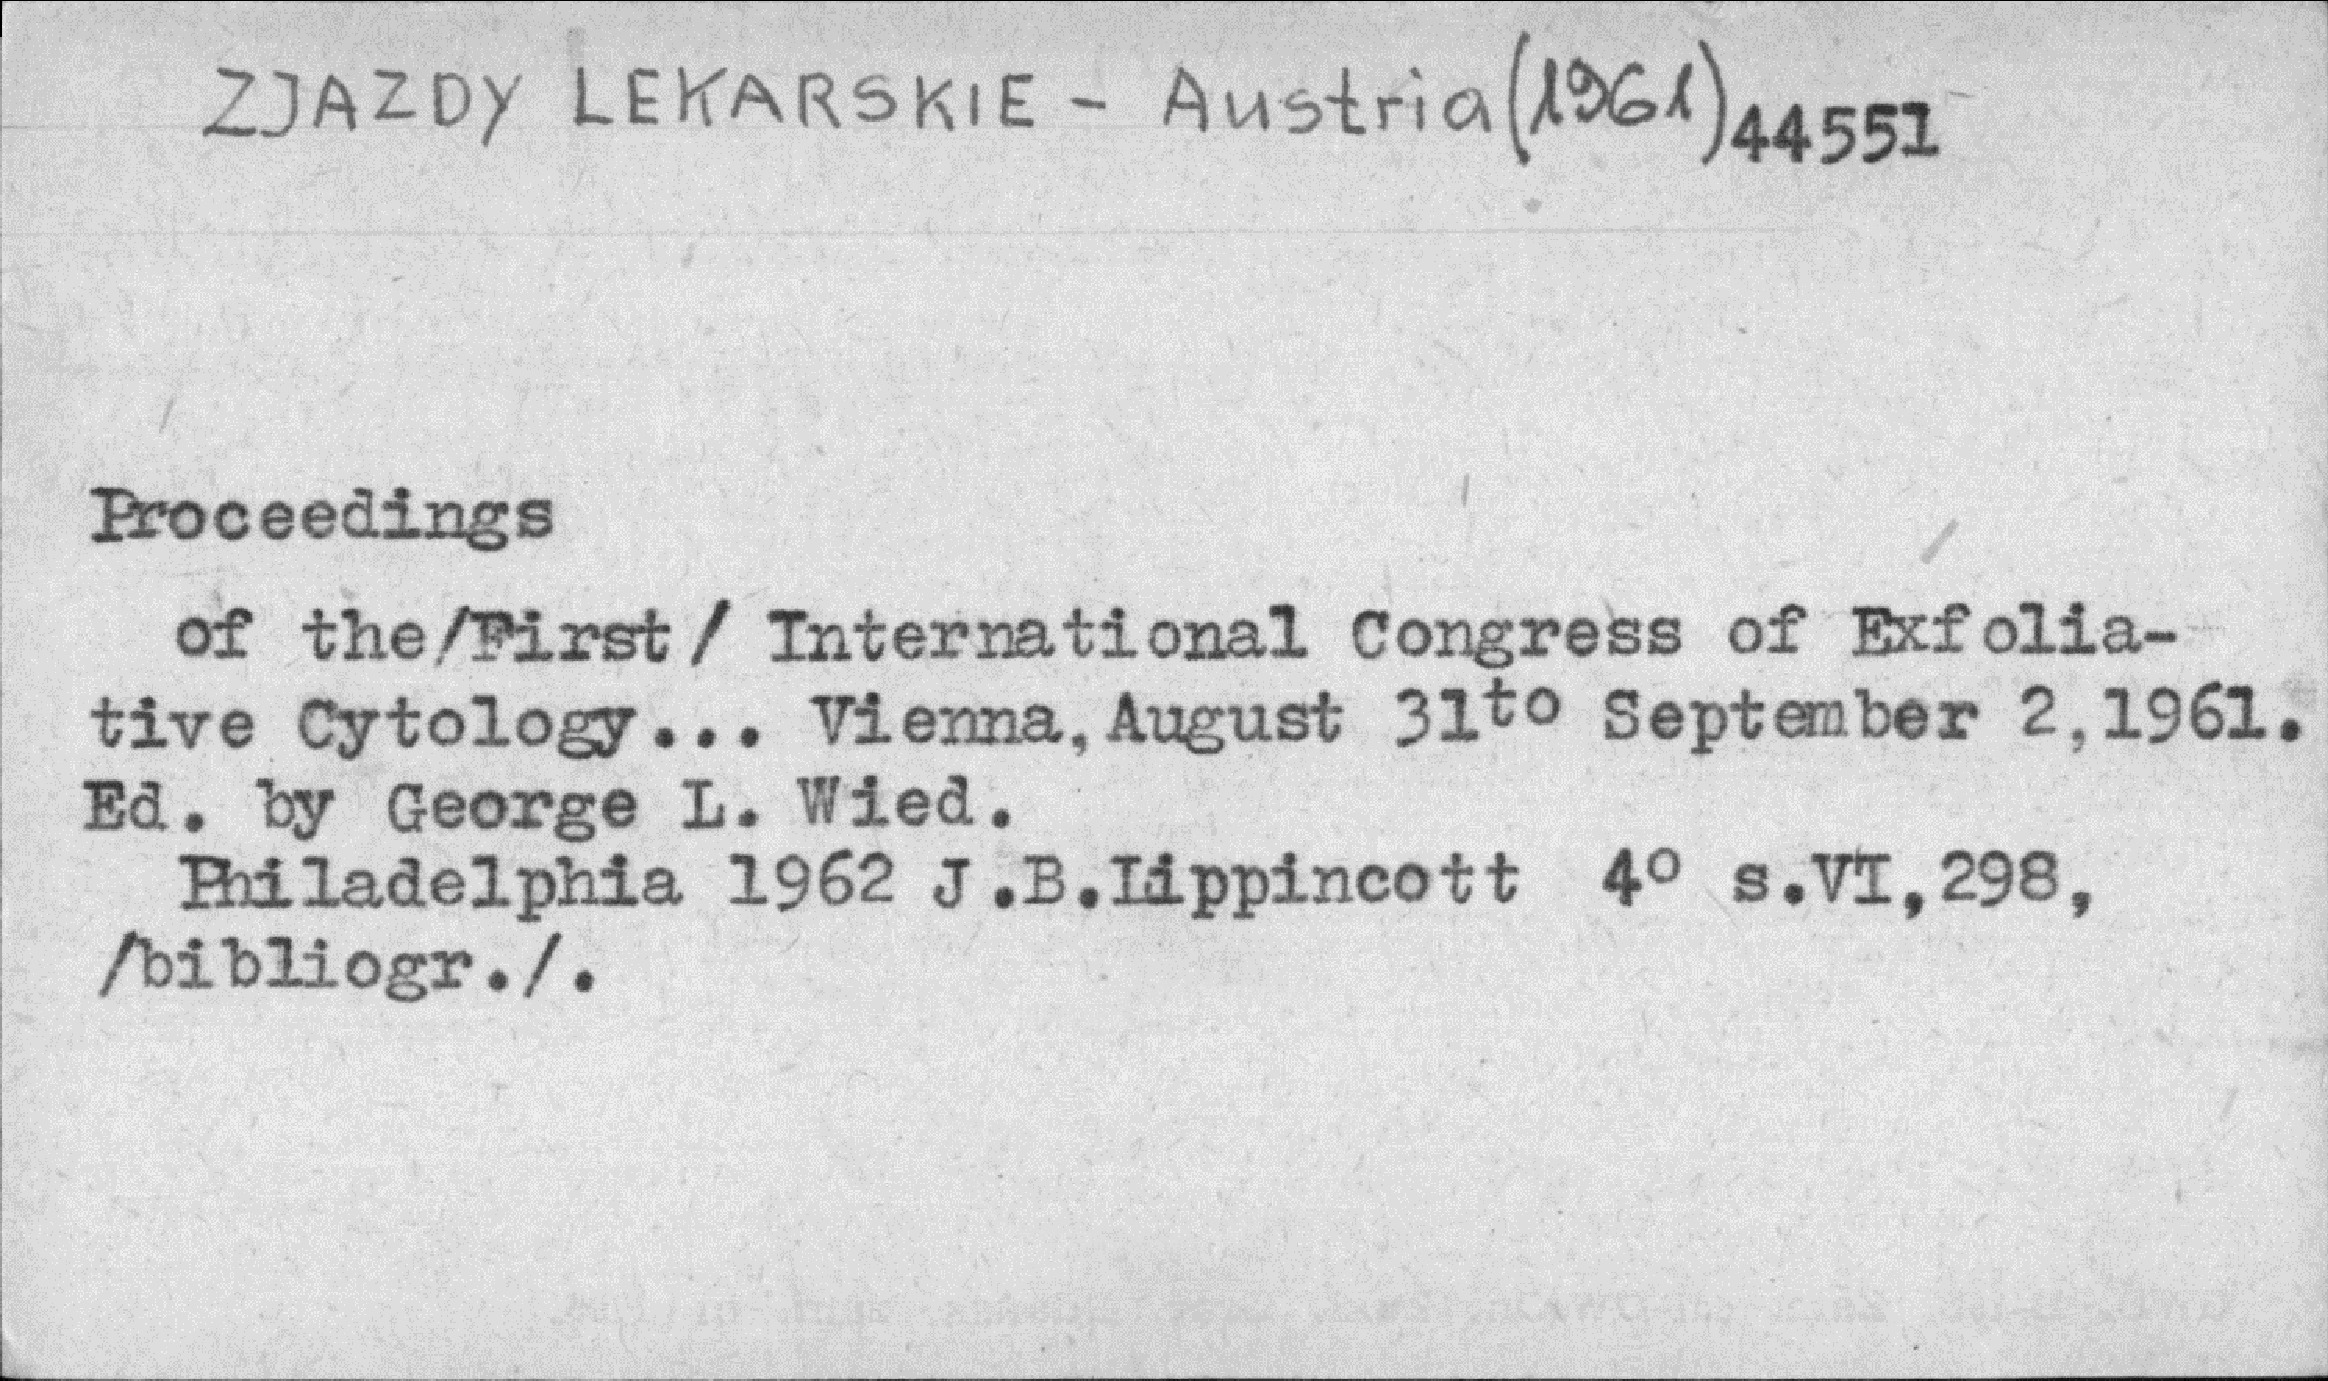 ZJAZDY LEKARSKIE - Austria (1961) 44551
Proceedings
of the/First/ International Congress of Exfolia-
tive Cytology... Vienna, August 31to September 2,1961.
Ed. by George L. Wied.
Philadelphia 1962 J.B.Lippincott 4o s.VI,298,
/bibliogr./.